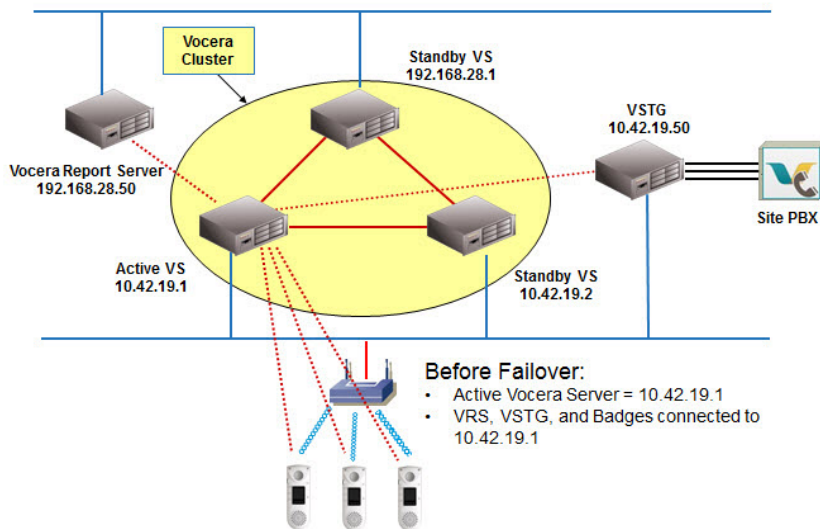 Vocera
Cluster
Standby VS
192.168.28.1
VSTG
10.42.19.50
Vocera Report Server
192.168.28.50
Site PBX
Active VS
10.42.19.1
Standby VS
10.42.19.2
Before Failover:
• Active Vocera Server = 10.42.19.1
• VRS, VSTG, and Badges connected to
10.42.19.1